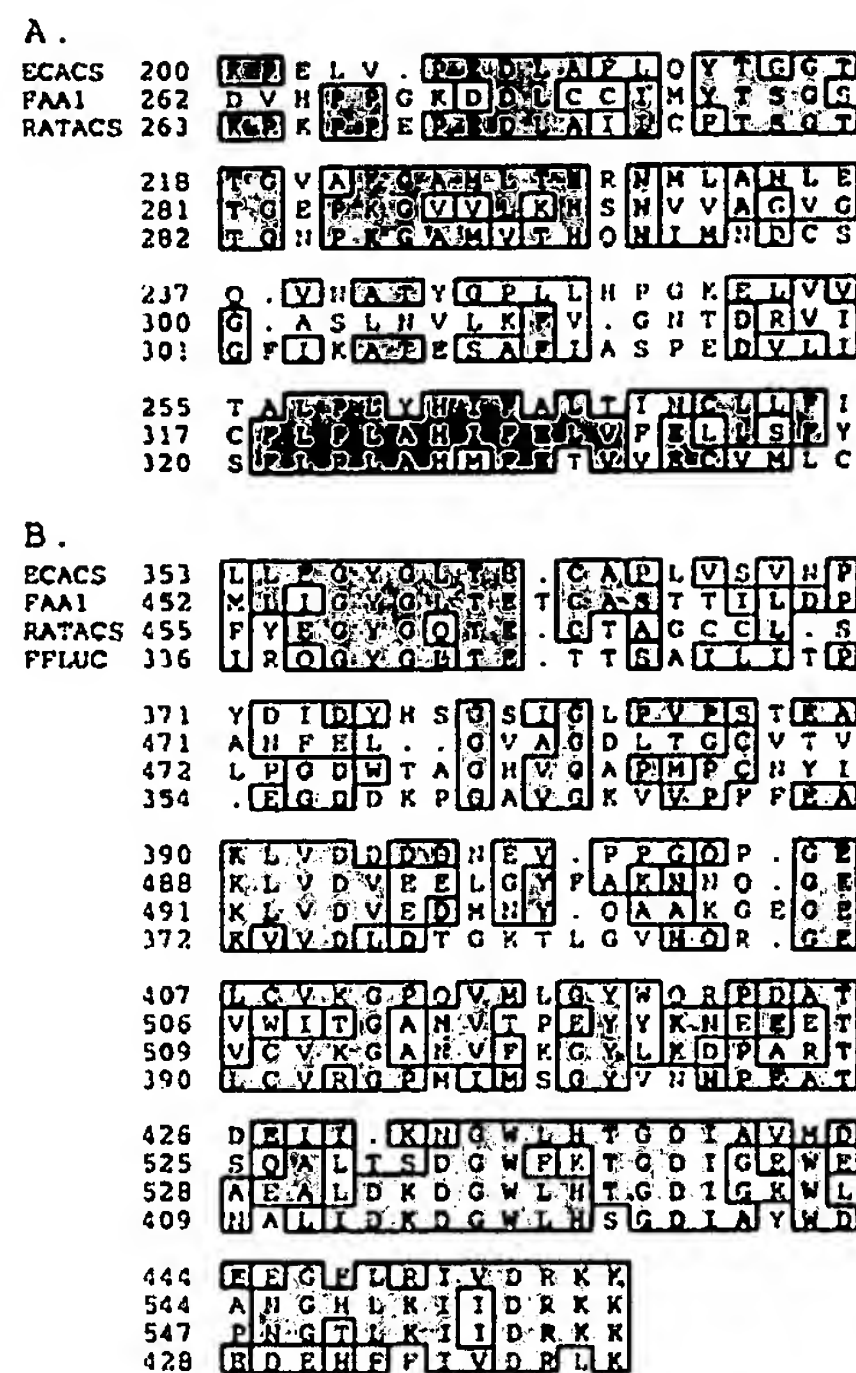 A.
ECACS 200 K P E L V . P E D L A F L Q Y T G G T
FAA1 262 D V H P P G K D D L C C I M Y T S G S
RATACS 263 K P K P P E P E D L A I I C F T S G T
218 T G V A K G A M L T H R N M L A N L E
281 T G E P K G V V L K H S N V V A G V G
282 T G N P K G A M V T H Q N I M N D C S
237 Q . V N A T Y G P L L H P G K E L V V
300 G . A S L N V L K F V . G N T D R V I
301 G F I K A T E S A F I A S P E D V L I
255 T A L P L Y H I F A L T I N C L L F I
317 C F L P L A H I F E L V F E L L S F Y
320 S F L P L A H M F E T V V E C V M L C
B.
ECACS 353 L L E G Y G L T E . C A P L V S V N P
FAA1 452 M L I G Y G L T E T G A S T T I L D P
RATACS 455 F Y E G Y G Q T E . C T A G C C L . S
FFLUC 336 I R Q G Y G L T E . T T S A I L I T P
371 Y D I D Y H S G S I G L P V P S T E A
471 A N F E L . . G V A G D L T G C V T V
472 L P G D W T A G H V G A P M P C N Y I
354 . E G D D K P G A V G K V V P F F E A
390 K L V D D D G N E V . P P G Q P . G E
488 K L V D V E E L G Y F A K N N Q . G E
491 K L V D V E D M N Y . Q A A K G E G E
372 K V V D L D T G K T L G V N Q R . G E
407 L C V K G P Q V M L G Y W Q R P D A T
506 V W I T G A N V T P E Y Y K N E E E T
509 V C V K G A N V F K G Y L K D P A R T
390 L C V R G P M I M S G Y V N N P E A T
426 D E I I . K N G W L H T G D I A V M D
525 S Q A L T S D G W F K T G D I G E W E
528 A E A L D K D G W L H T G D I G K W L
409 N A L I D K D G W L H S G D I A Y W D
444 E E G F L R I V D R K K
544 A N G H L K I I D R K K
547 P N G T L K I I D R K K
428 E D E H F F I V D R L K